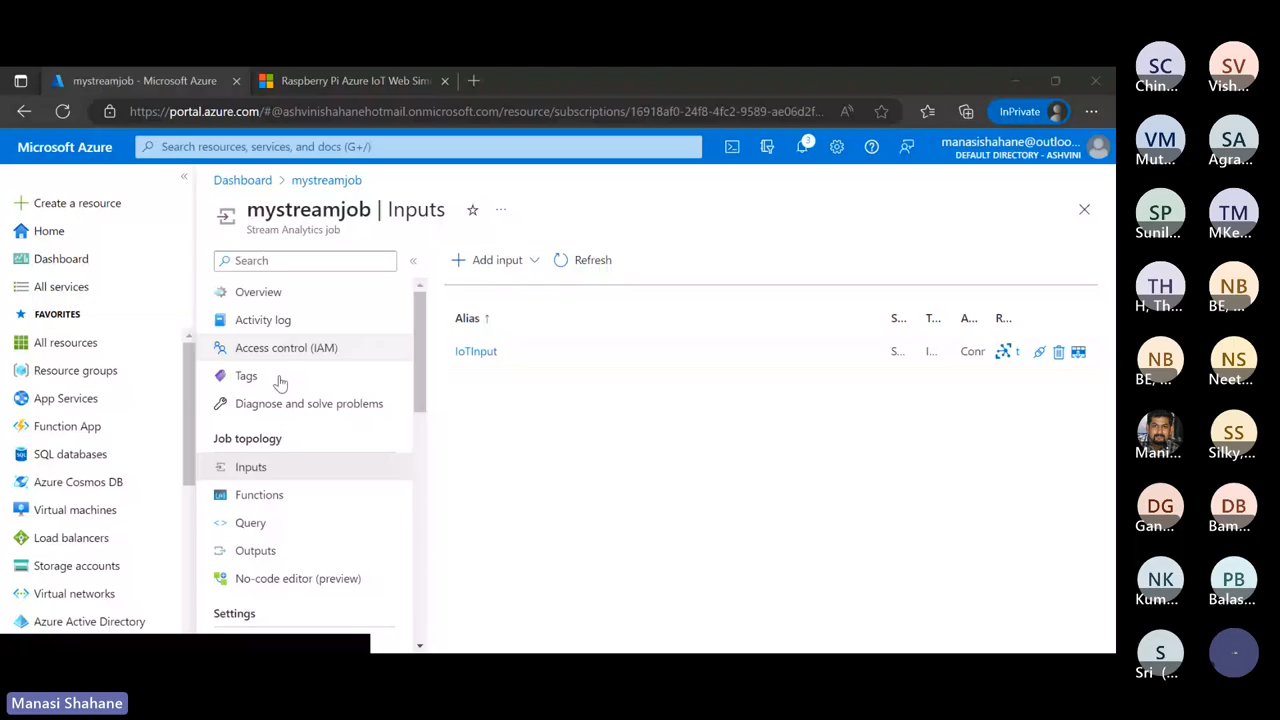 mystreamjob - Microsoft Azure
Raspberry Pi Azure IoT Web Sim
https://portal.azure.com/#@ashvinishahanehotmail.onmicrosoft.com/resource/subscriptions/16918af0-24f8-4fc2-9589-ae06d2f...
InPrivate
Microsoft Azure
Search resources, services, and docs (G+/)
3
manasishahane@outloo...
DEFAULT DIRECTORY - ASHVINI
Create a resource
Home
Dashboard
All services
FAVORITES
All resources
Resource groups
App Services
Function App
SQL databases
Azure Cosmos DB
Virtual machines
Load balancers
Storage accounts
Virtual networks
Azure Active Directory
Dashboard > mystreamjob
mystreamjob | Inputs
Stream Analytics job
Search
Overview
Activity log
Access control (IAM)
Tags
Diagnose and solve problems
Job topology
Inputs
Functions
Query
Outputs
No-code editor (preview)
Settings
Add input
Refresh
Alias ↑ S... T... A... R...
IoTInput S... I... Conr t
SC SV
Chin... Vish...
VM SA
Mut... Agra...
SP TM
Sunil... MKe...
TH NB
H, Th... BE, ...
NB NS
BE, ... Neet...
SS
Mani... Silky,...
DG DB
Gan... Bam...
NK PB
Kum... Balas...
S
Sri (...
Manasi Shahane